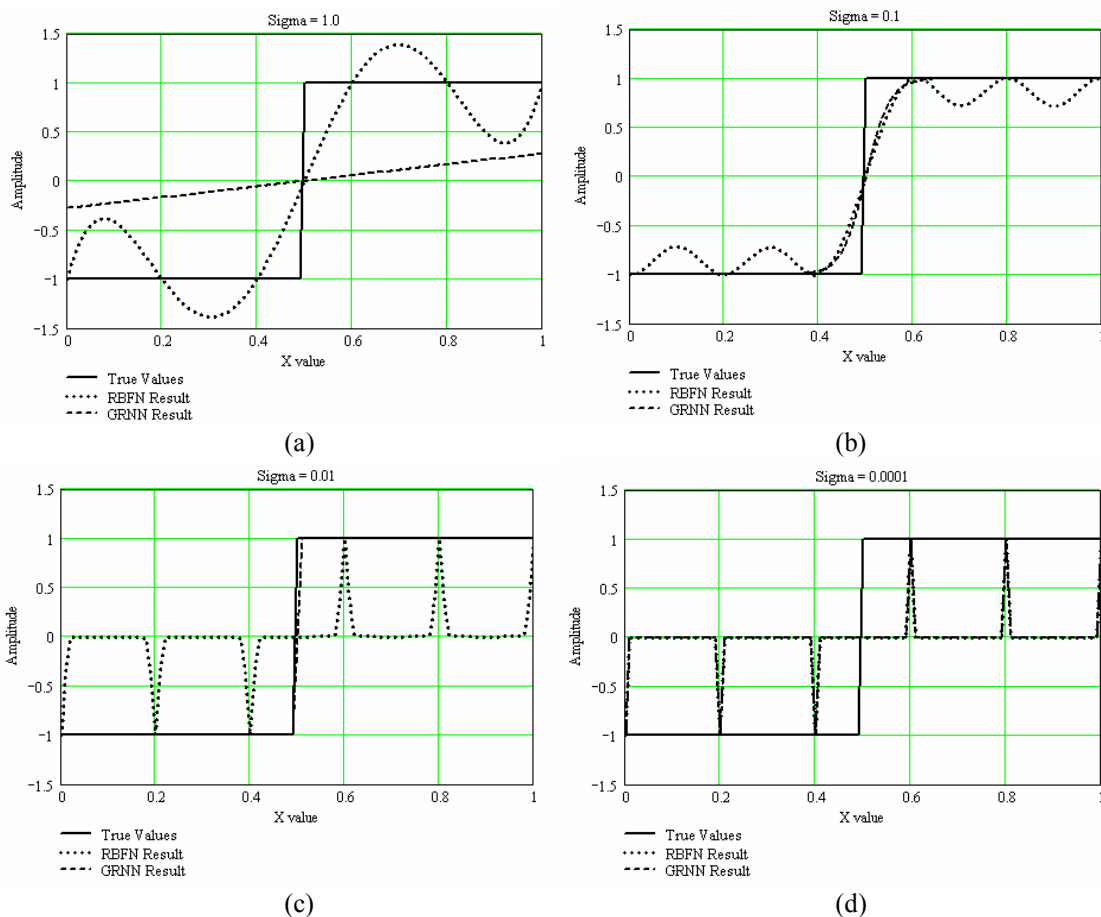 Sigma = 1.0
1.5
1
0.5
0
−0.5
−1
−1.5
Amplitude
0 0.2 0.4 0.6 0.8 1
X value
True Values
RBFN Result
GRNN Result
(a)
Sigma = 0.1
1.5
1
0.5
0
−0.5
−1
−1.5
Amplitude
0 0.2 0.4 0.6 0.8 1
X value
True Values
RBFN Result
GRNN Result
(b)
Sigma = 0.01
1.5
1
0.5
0
−0.5
−1
−1.5
Amplitude
0 0.2 0.4 0.6 0.8 1
X value
True Values
RBFN Result
GRNN Result
(c)
Sigma = 0.0001
1.5
1
0.5
0
−0.5
−1
−1.5
Amplitude
0 0.2 0.4 0.6 0.8 1
X value
True Values
RBFN Result
GRNN Result
(d)